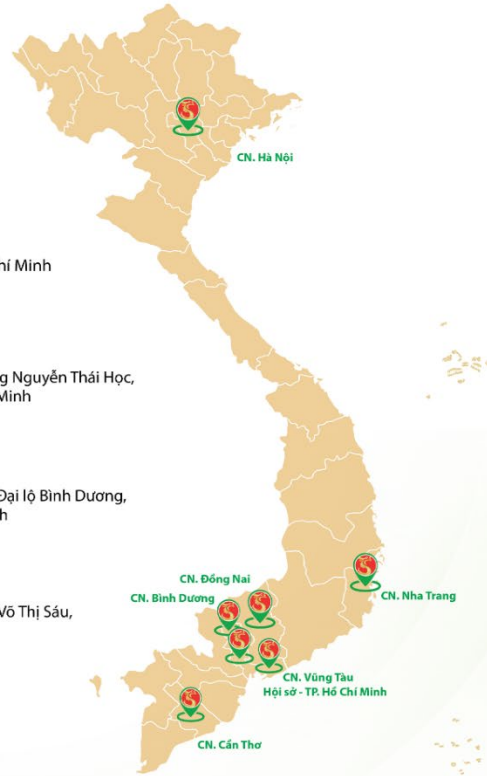 CN. Hà Nội
hí Minh
g Nguyễn Thái Học,
Minh
Đại lộ Bình Dương,
h
CN. Đồng Nai
CN. Bình Dương
CN. Nha Trang
Võ Thị Sáu,
CN. Vũng Tàu
Hội sở - TP. Hồ Chí Minh
CN. Cần Thơ